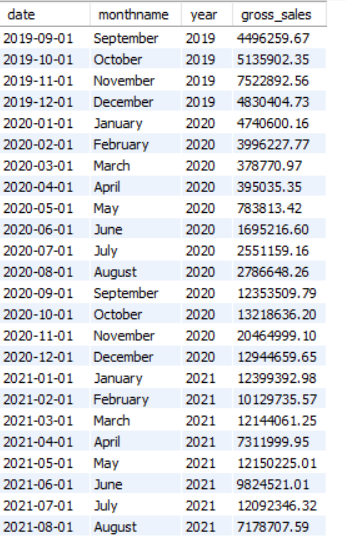 date monthname year gross_sales
2019-09-01 September 2019 4496259.67
2019-10-01 October 2019 5135902.35
2019-11-01 November 2019 7522892.56
2019-12-01 December 2019 4830404.73
2020-01-01 January 2020 4740600.16
2020-02-01 February 2020 3996227.77
2020-03-01 March 2020 378770.97
2020-04-01 April 2020 395035.35
2020-05-01 May 2020 783813.42
2020-06-01 June 2020 1695216.60
2020-07-01 July 2020 2551159.16
2020-08-01 August 2020 2786648.26
2020-09-01 September 2020 12353509.79
2020-10-01 October 2020 13218636.20
2020-11-01 November 2020 20464999.10
2020-12-01 December 2020 12944659.65
2021-01-01 January 2021 12399392.98
2021-02-01 February 2021 10129735.57
2021-03-01 March 2021 12144061.25
2021-04-01 April 2021 7311999.95
2021-05-01 May 2021 12150225.01
2021-06-01 June 2021 9824521.01
2021-07-01 July 2021 12092346.32
2021-08-01 August 2021 7178707.59